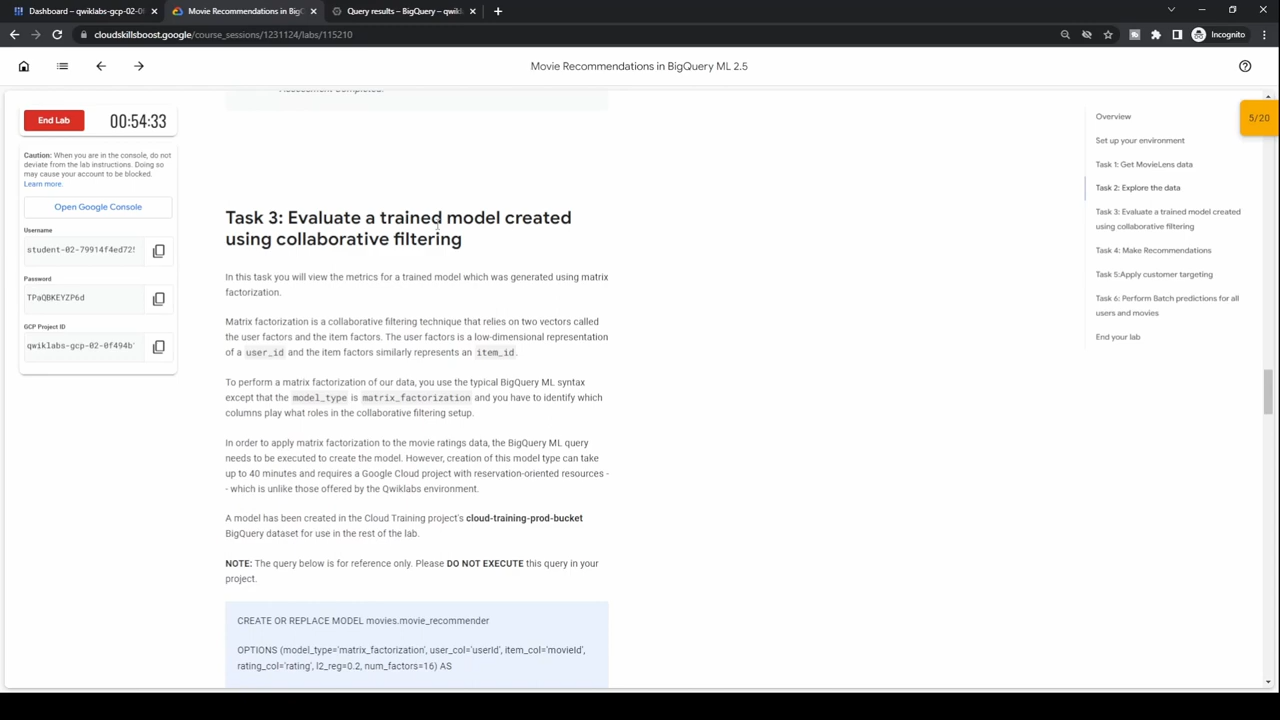 Dashboard – qwiklabs-gcp-02-0f
Movie Recommendations in BigQ
Query results – BigQuery – qwik
cloudskillsboost.google/course_sessions/1231124/labs/115210
Incognito
Movie Recommendations in BigQuery ML 2.5
End Lab
00:54:33
Caution: When you are in the console, do not
deviate from the lab instructions. Doing so
may cause your account to be blocked.
Learn more.
Open Google Console
Username
student-02-79914f4ed725
Password
TPaQBKEYZP6d
GCP Project ID
qwiklabs-gcp-02-0f494b
Assessment Completed!
Task 3: Evaluate a trained model created
using collaborative filtering
In this task you will view the metrics for a trained model which was generated using matrix
factorization.
Matrix factorization is a collaborative filtering technique that relies on two vectors called
the user factors and the item factors. The user factors is a low-dimensional representation
of a user_id and the item factors similarly represents an item_id.
To perform a matrix factorization of our data, you use the typical BigQuery ML syntax
except that the model_type is matrix_factorization and you have to identify which
columns play what roles in the collaborative filtering setup.
In order to apply matrix factorization to the movie ratings data, the BigQuery ML query
needs to be executed to create the model. However, creation of this model type can take
up to 40 minutes and requires a Google Cloud project with reservation-oriented resources -
- which is unlike those offered by the Qwiklabs environment.
A model has been created in the Cloud Training project's cloud-training-prod-bucket
BigQuery dataset for use in the rest of the lab.
NOTE: The query below is for reference only. Please DO NOT EXECUTE this query in your
project.
CREATE OR REPLACE MODEL movies.movie_recommender
OPTIONS (model_type='matrix_factorization', user_col='userId', item_col='movieId',
rating_col='rating', l2_reg=0.2, num_factors=16) AS
5/20
Overview
Set up your environment
Task 1: Get MovieLens data
Task 2: Explore the data
Task 3: Evaluate a trained model created
using collaborative filtering
Task 4: Make Recommendations
Task 5:Apply customer targeting
Task 6: Perform Batch predictions for all
users and movies
End your lab